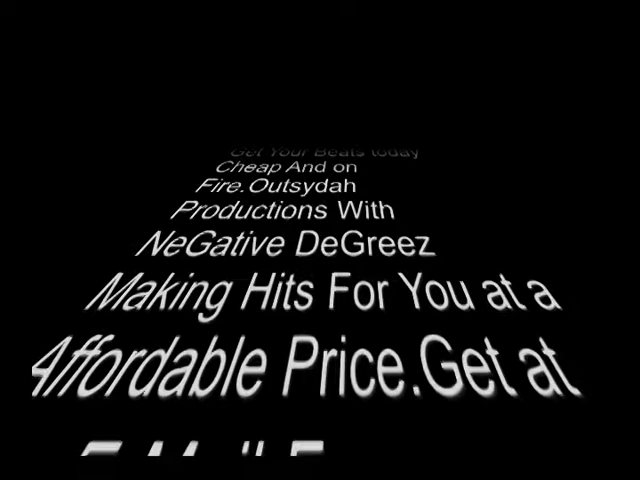 Get Your Beats today
Cheap And on
Fire.Outsydah
Productions With
NeGative DeGreez
Making Hits For You at a
Affordable Price.Get at